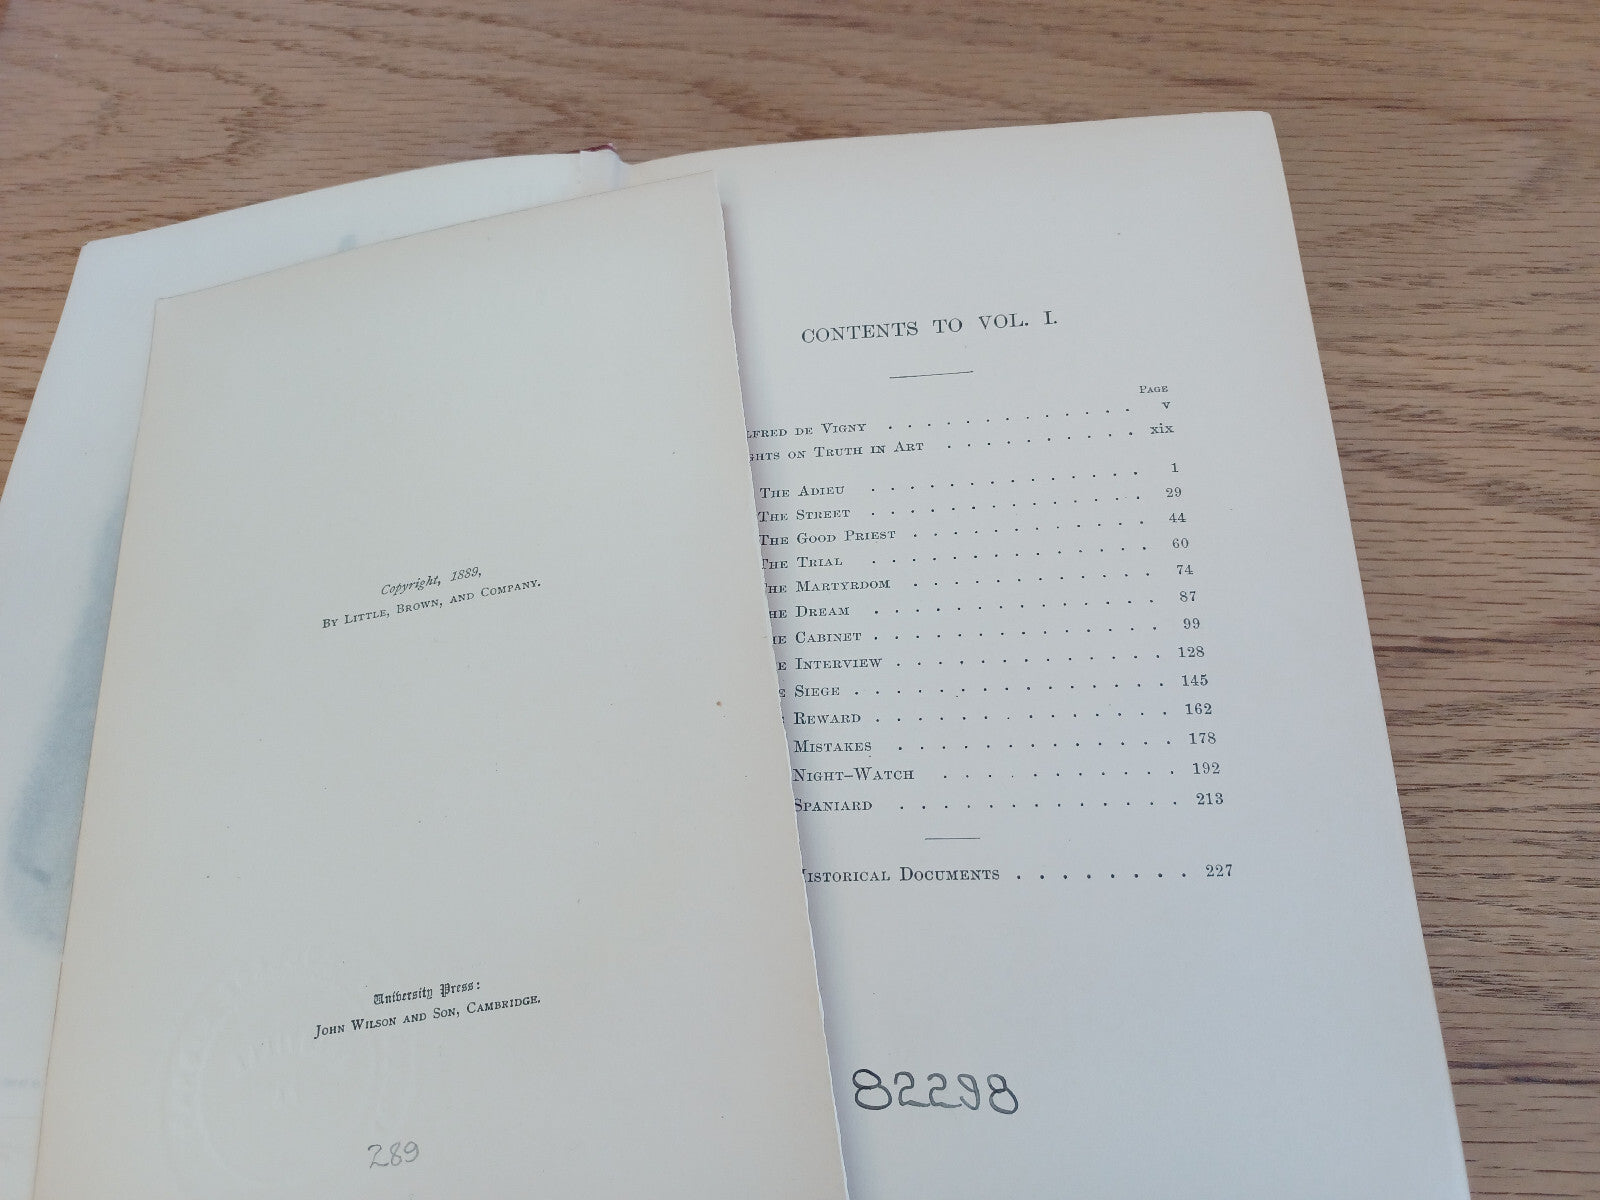 Copyright, 1889,
BY LITTLE, BROWN, AND COMPANY.
University Press:
JOHN WILSON AND SON, CAMBRIDGE.
289
CONTENTS TO VOL. I.
PAGE
LFRED DE VIGNY . . . . . . . . . . . . v
GHTS ON TRUTH IN ART . . . . . . . . . xix
THE ADIEU . . . . . . . . . . . . 1
THE STREET . . . . . . . . . . . . 29
THE GOOD PRIEST . . . . . . . . . . 44
THE TRIAL . . . . . . . . . . . . 60
HE MARTYRDOM . . . . . . . . . . . 74
HE DREAM . . . . . . . . . . . . . 87
HE CABINET . . . . . . . . . . . . . 99
E INTERVIEW . . . . . . . . . . . . 128
E SIEGE . . . . . . . . . . . . . . 145
REWARD . . . . . . . . . . . . . 162
MISTAKES . . . . . . . . . . . . 178
NIGHT–WATCH . . . . . . . . . . . 192
SPANIARD . . . . . . . . . . . . 213
HISTORICAL DOCUMENTS . . . . . . . . 227
82298